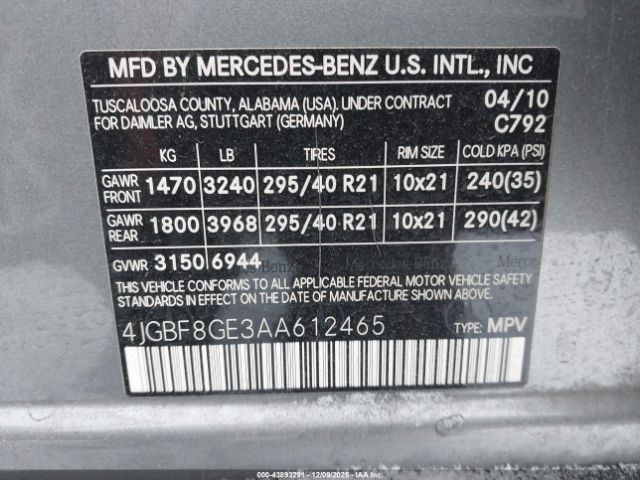 MFD BY MERCEDES-BENZ U.S. INTL., INC
TUSCALOOSA COUNTY, ALABAMA (USA). UNDER CONTRACT 04/10
FOR DAIMLER AG, STUTTGART (GERMANY) C792
KG LB TIRES RIM SIZE COLD KPA (PSI)
GAWR FRONT 1470 3240 295/40 R21 10x21 240(35)
GAWR REAR 1800 3968 295/40 R21 10x21 290(42)
GVWR 3150 6944
THIS VEHICLE CONFORMS TO ALL APPLICABLE FEDERAL MOTOR VEHICLE SAFETY
STANDARDS IN EFFECT ON THE DATE OF MANUFACTURE SHOWN ABOVE.
4JGBF8GE3AA612465 TYPE: MPV
000-43893291 - 12/09/2025 - IAAI.COM